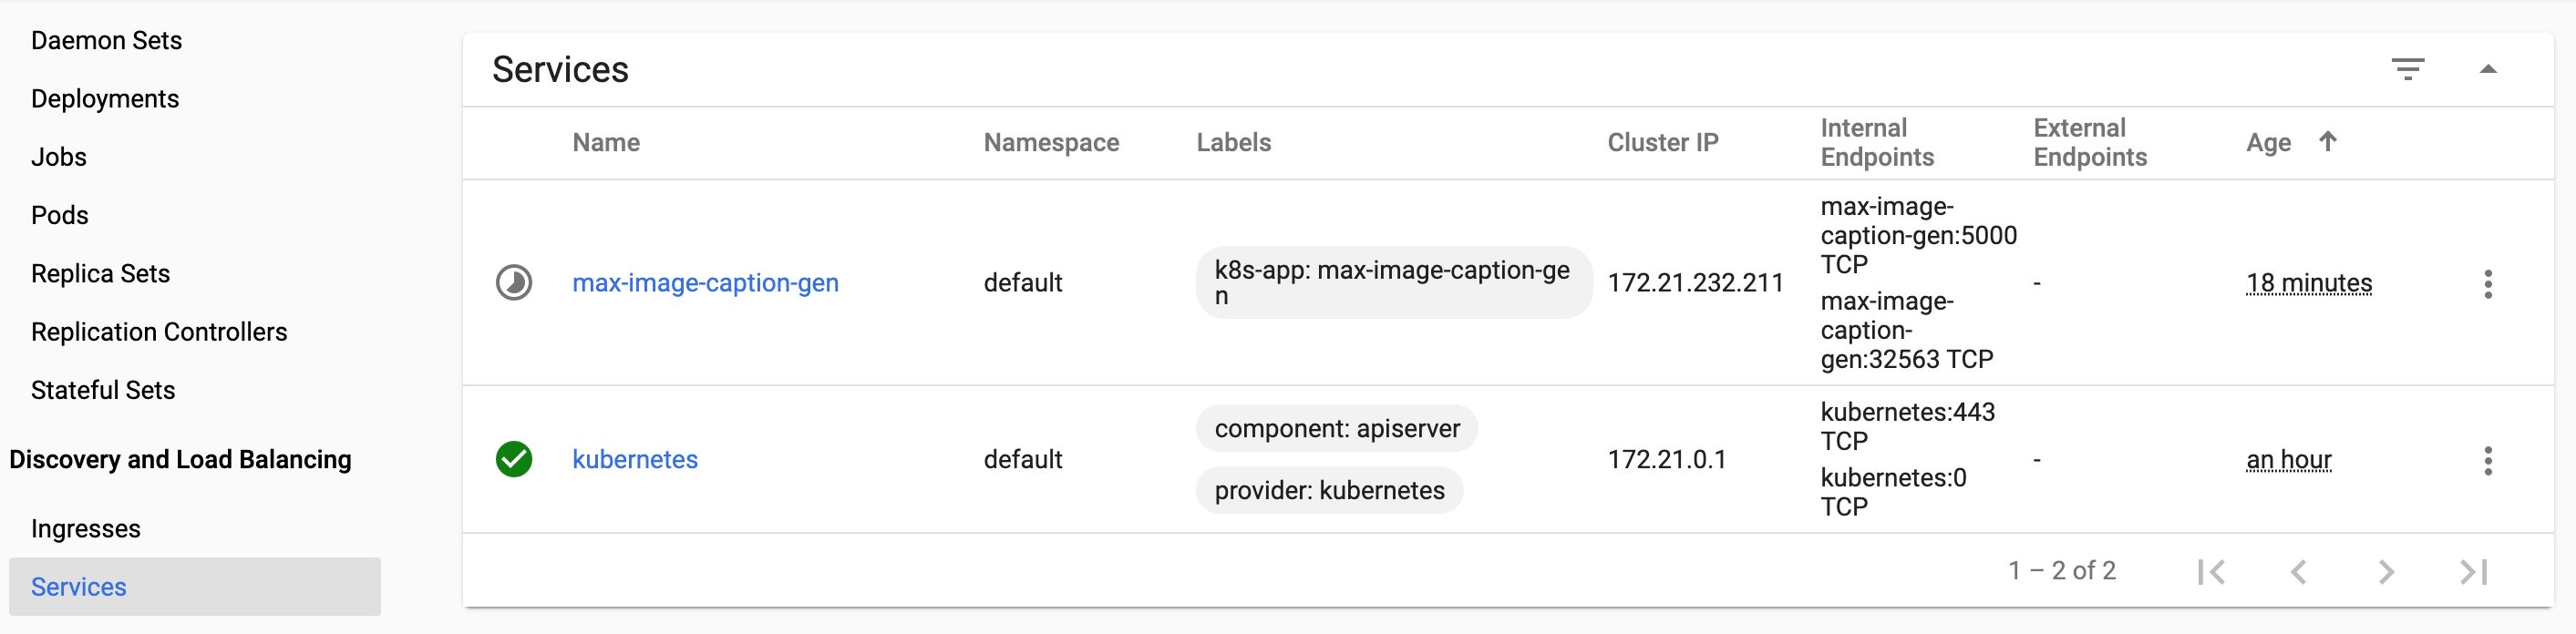 Daemon Sets
Deployments
Jobs
Pods
Replica Sets
Replication Controllers
Stateful Sets
Discovery and Load Balancing
Ingresses
Services
Services
Name
Namespace
Labels
Cluster IP
Internal
Endpoints
External
Endpoints
Age
max-image-caption-gen
default
k8s-app: max-image-caption-ge
n
172.21.232.211
max-image-
caption-gen:5000
TCP
max-image-
caption-
gen:32563 TCP
-
18 minutes
kubernetes
default
component: apiserver
provider: kubernetes
172.21.0.1
kubernetes:443
TCP
kubernetes:0
TCP
-
an hour
1 – 2 of 2